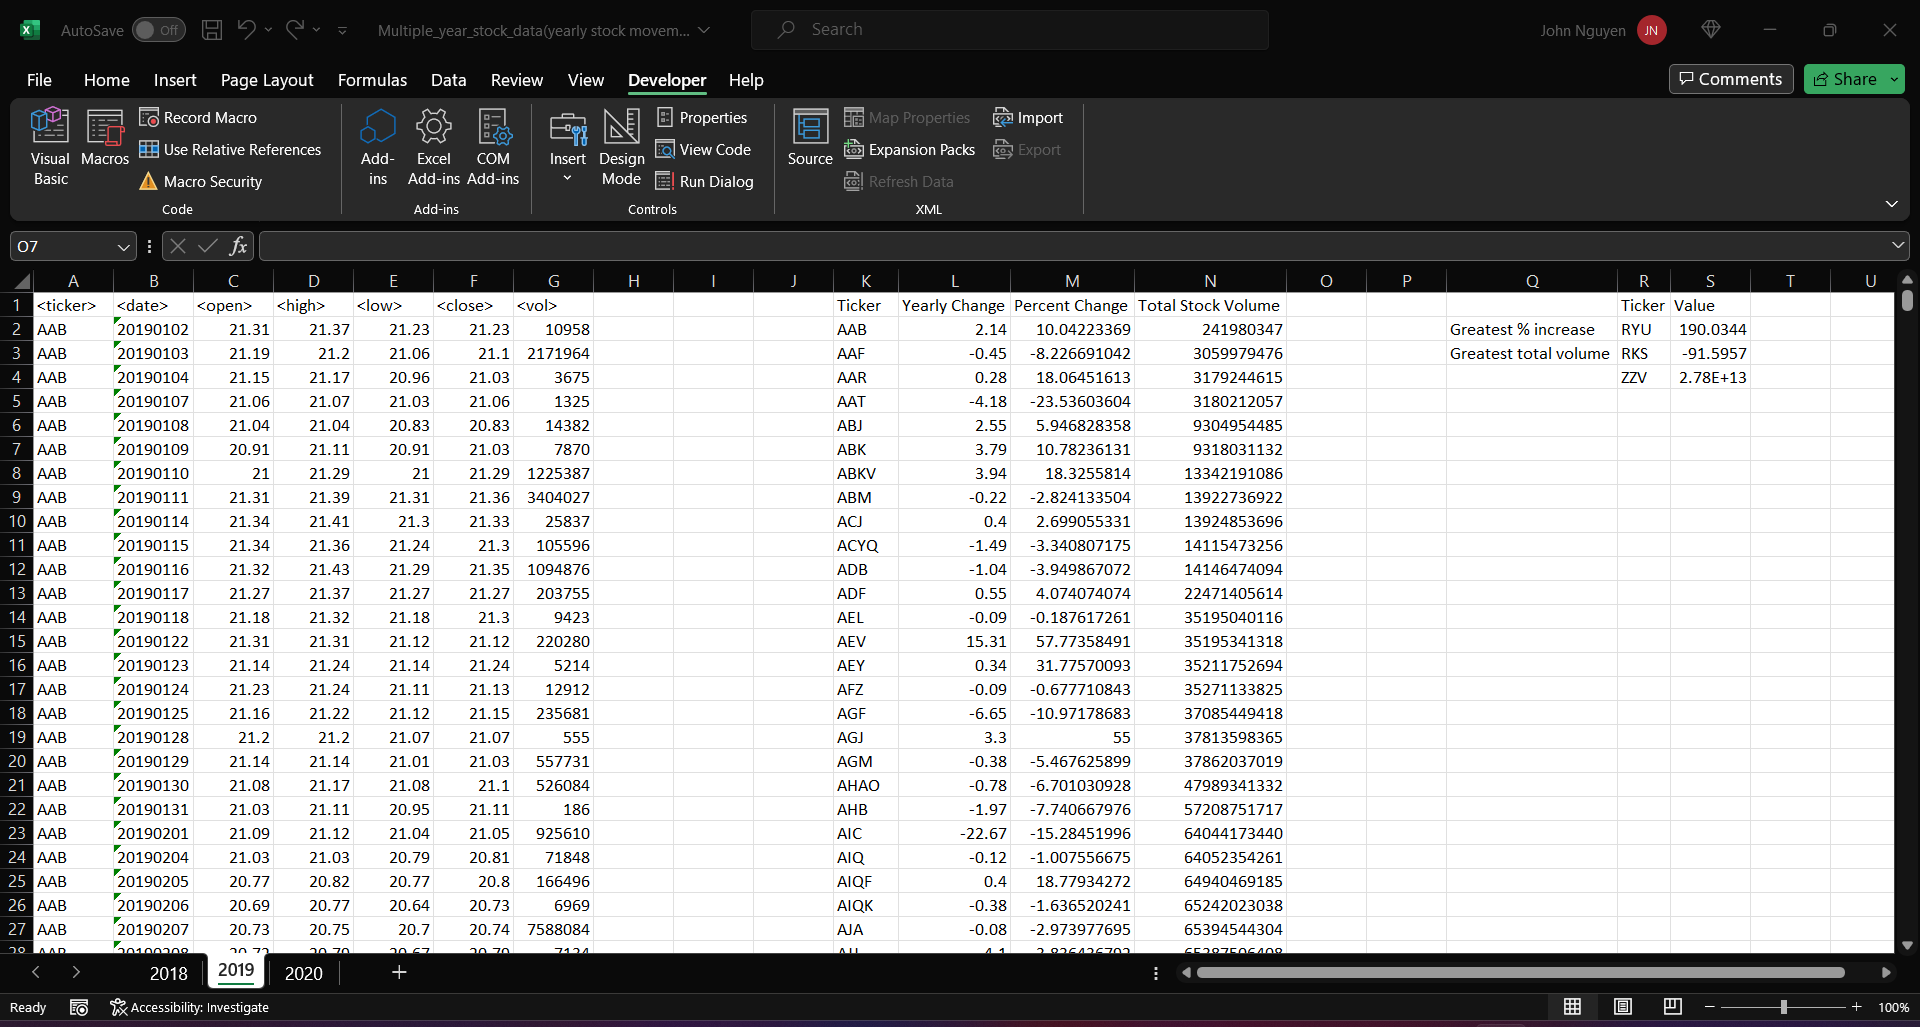 AutoSave Off Multiple_year_stock_data(yearly stock movem... Search John Nguyen JN
File Home Insert Page Layout Formulas Data Review View Developer Help Comments Share
Visual Basic
Macros
Record Macro
Use Relative References
Macro Security
Code
Add-ins
Excel Add-ins
COM Add-ins
Add-ins
Insert
Design Mode
Properties
View Code
Run Dialog
Controls
Source
Map Properties
Expansion Packs
Refresh Data
Import
Export
XML
O7 fx
A B C D E F G H I J K L M N O P Q R S T U
1 <ticker> <date> <open> <high> <low> <close> <vol> Ticker Yearly Change Percent Change Total Stock Volume Ticker Value
2 AAB 20190102 21.31 21.37 21.23 21.23 10958 AAB 2.14 10.04223369 241980347 Greatest % increase RYU 190.0344
3 AAB 20190103 21.19 21.2 21.06 21.1 2171964 AAF -0.45 -8.226691042 3059979476 Greatest total volume RKS -91.5957
4 AAB 20190104 21.15 21.17 20.96 21.03 3675 AAR 0.28 18.06451613 3179244615 ZZV 2.78E+13
5 AAB 20190107 21.06 21.07 21.03 21.06 1325 AAT -4.18 -23.53603604 3180212057
6 AAB 20190108 21.04 21.04 20.83 20.83 14382 ABJ 2.55 5.946828358 9304954485
7 AAB 20190109 20.91 21.11 20.91 21.03 7870 ABK 3.79 10.78236131 9318031132
8 AAB 20190110 21 21.29 21 21.29 1225387 ABKV 3.94 18.3255814 13342191086
9 AAB 20190111 21.31 21.39 21.31 21.36 3404027 ABM -0.22 -2.824133504 13922736922
10 AAB 20190114 21.34 21.41 21.3 21.33 25837 ACJ 0.4 2.699055331 13924853696
11 AAB 20190115 21.34 21.36 21.24 21.3 105596 ACYQ -1.49 -3.340807175 14115473256
12 AAB 20190116 21.32 21.43 21.29 21.35 1094876 ADB -1.04 -3.949867072 14146474094
13 AAB 20190117 21.27 21.37 21.27 21.27 203755 ADF 0.55 4.074074074 22471405614
14 AAB 20190118 21.18 21.32 21.18 21.3 9423 AEL -0.09 -0.187617261 35195040116
15 AAB 20190122 21.31 21.31 21.12 21.12 220280 AEV 15.31 57.77358491 35195341318
16 AAB 20190123 21.14 21.24 21.14 21.24 5214 AEY 0.34 31.77570093 35211752694
17 AAB 20190124 21.23 21.24 21.11 21.13 12912 AFZ -0.09 -0.677710843 35271133825
18 AAB 20190125 21.16 21.22 21.12 21.15 235681 AGF -6.65 -10.97178683 37085449418
19 AAB 20190128 21.2 21.2 21.07 21.07 555 AGJ 3.3 55 37813598365
20 AAB 20190129 21.14 21.14 21.01 21.03 557731 AGM -0.38 -5.467625899 37862037019
21 AAB 20190130 21.08 21.17 21.08 21.1 526084 AHAO -0.78 -6.701030928 47989341332
22 AAB 20190131 21.03 21.11 20.95 21.11 186 AHB -1.97 -7.740667976 57208751717
23 AAB 20190201 21.09 21.12 21.04 21.05 925610 AIC -22.67 -15.28451996 64044173440
24 AAB 20190204 21.03 21.03 20.79 20.81 71848 AIQ -0.12 -1.007556675 64052354261
25 AAB 20190205 20.77 20.82 20.77 20.8 166496 AIQF 0.4 18.77934272 64940469185
26 AAB 20190206 20.69 20.77 20.64 20.73 6969 AIQK -0.38 -1.636520241 65242023038
27 AAB 20190207 20.73 20.75 20.7 20.74 7588084 AJA -0.08 -2.973977695 65394544304
28 AAB 20190208
2018 2019 2020
Ready Accessibility: Investigate 100%